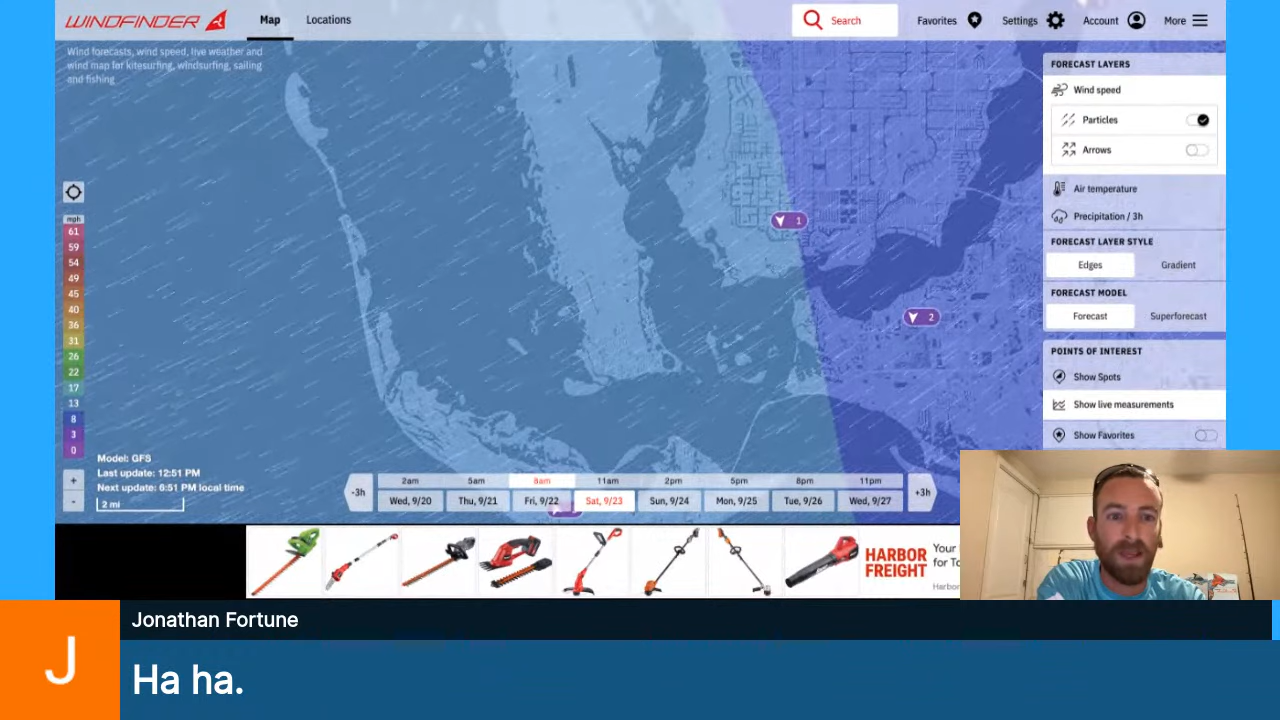 WINDFINDER
Map
Locations
Search
Favorites
Settings
Account
More
Wind forecasts, wind speed, live weather and
wind map for kitesurfing, windsurfing, sailing
and fishing
FORECAST LAYERS
Wind speed
Particles
Arrows
Air temperature
Precipitation / 3h
FORECAST LAYER STYLE
Edges
Gradient
FORECAST MODEL
Forecast
Superforecast
POINTS OF INTEREST
Show Spots
Show live measurements
Show Favorites
1
2
mph
61
59
54
49
45
40
36
31
26
22
17
13
8
3
0
+
-
Model: GFS
Last update: 12:51 PM
Next update: 6:51 PM local time
2 mi
-3h
2am
5am
8am
11am
2pm
5pm
8pm
11pm
Wed, 9/20
Thu, 9/21
Fri, 9/22
Sat, 9/23
Sun, 9/24
Mon, 9/25
Tue, 9/26
Wed, 9/27
+3h
HARBOR
FREIGHT
Your
for To
Harbor
J
Jonathan Fortune
Ha ha.